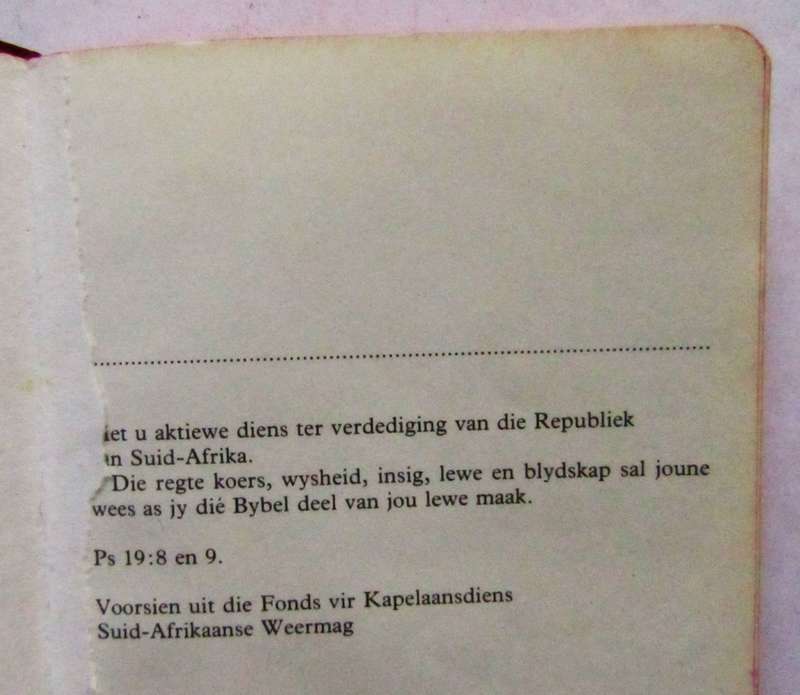 ...............................................................................
et u aktiewe diens ter verdediging van die Republiek
n Suid-Afrika.
Die regte koers, wysheid, insig, lewe en blydskap sal joune
wees as jy dié Bybel deel van jou lewe maak.
Ps 19:8 en 9.
Voorsien uit die Fonds vir Kapelaansdiens
Suid-Afrikaanse Weermag